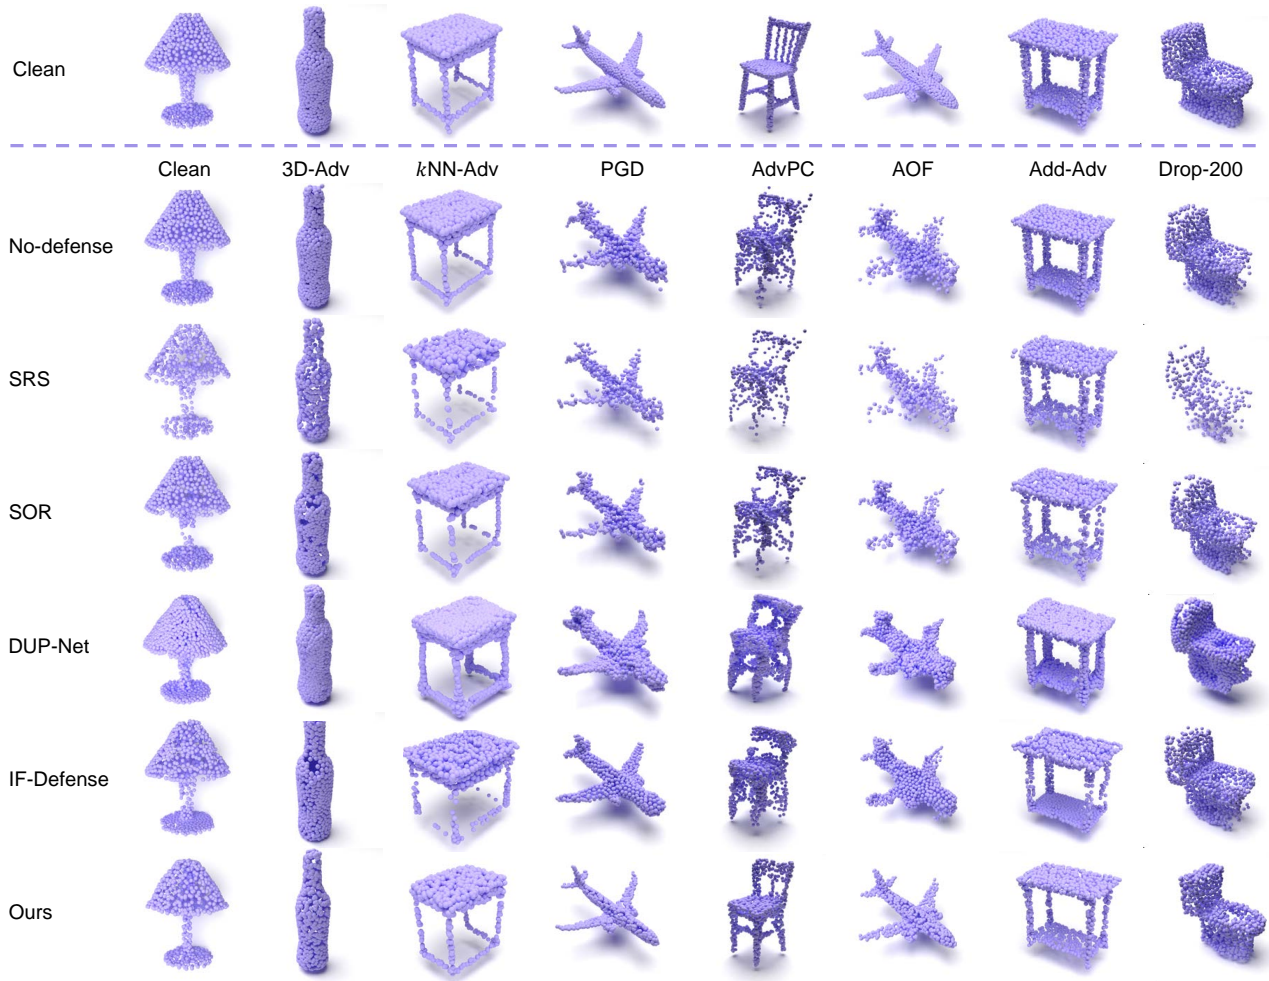 Clean
Clean 3D-Adv kNN-Adv PGD AdvPC AOF Add-Adv Drop-200
No-defense
SRS
SOR
DUP-Net
IF-Defense
Ours